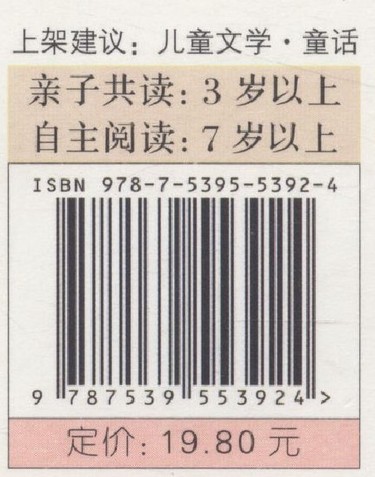 上架建议：儿童文学·童话
亲子共读：3 岁以上
自主阅读：7 岁以上
ISBN 978-7-5395-5392-4
9 787539 553924 >
定价：19.80 元